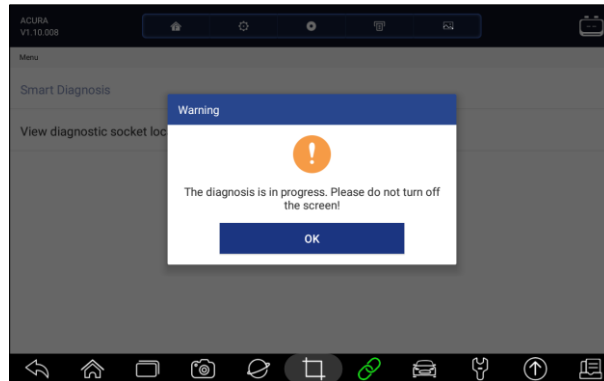 ACURA
V1.10.008
Menu
Smart Diagnosis
View diagnostic socket loc
Warning
The diagnosis is in progress. Please do not turn off
the screen!
OK